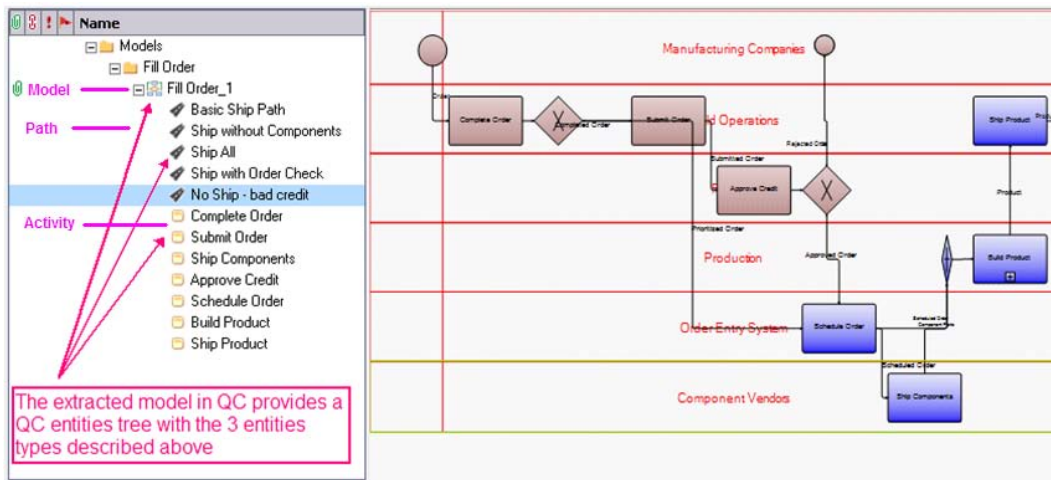 Name
Models
Fill Order
Model
Fill Order_1
Basic Ship Path
Path
Ship without Components
Ship All
Ship with Order Check
No Ship - bad credit
Activity
Complete Order
Submit Order
Ship Components
Approve Credit
Schedule Order
Build Product
Ship Product
The extracted model in QC provides a
QC entities tree with the 3 entities
types described above
Manufacturing Companies
Complete Order
Completed Order
Submit Order
Operations
Ship Product
Submitted Order
Rejected
Approve Credit
Product
Prioritized Order
Production
Approved Order
Build Product
Order Entry System
Schedule Order
Scheduled Order
Component Vendors
Ship Components